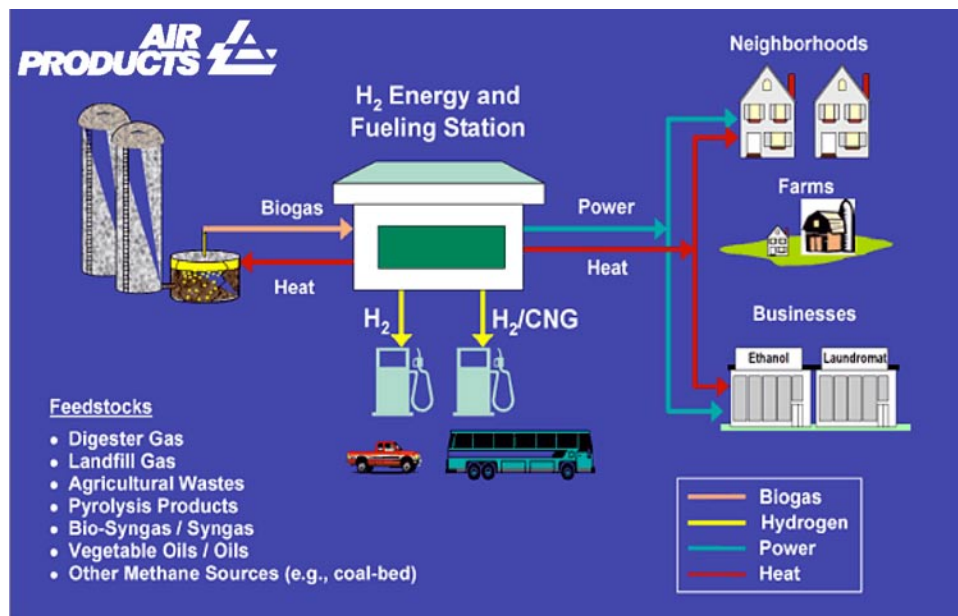 AIR
PRODUCTS
H₂ Energy and
Fueling Station
Neighborhoods
Biogas
Power
Farms
Heat
Heat
H₂
H₂/CNG
Businesses
Ethanol
Laundromat
Feedstocks
• Digester Gas
• Landfill Gas
• Agricultural Wastes
• Pyrolysis Products
• Bio-Syngas / Syngas
• Vegetable Oils / Oils
• Other Methane Sources (e.g., coal-bed)
Biogas
Hydrogen
Power
Heat